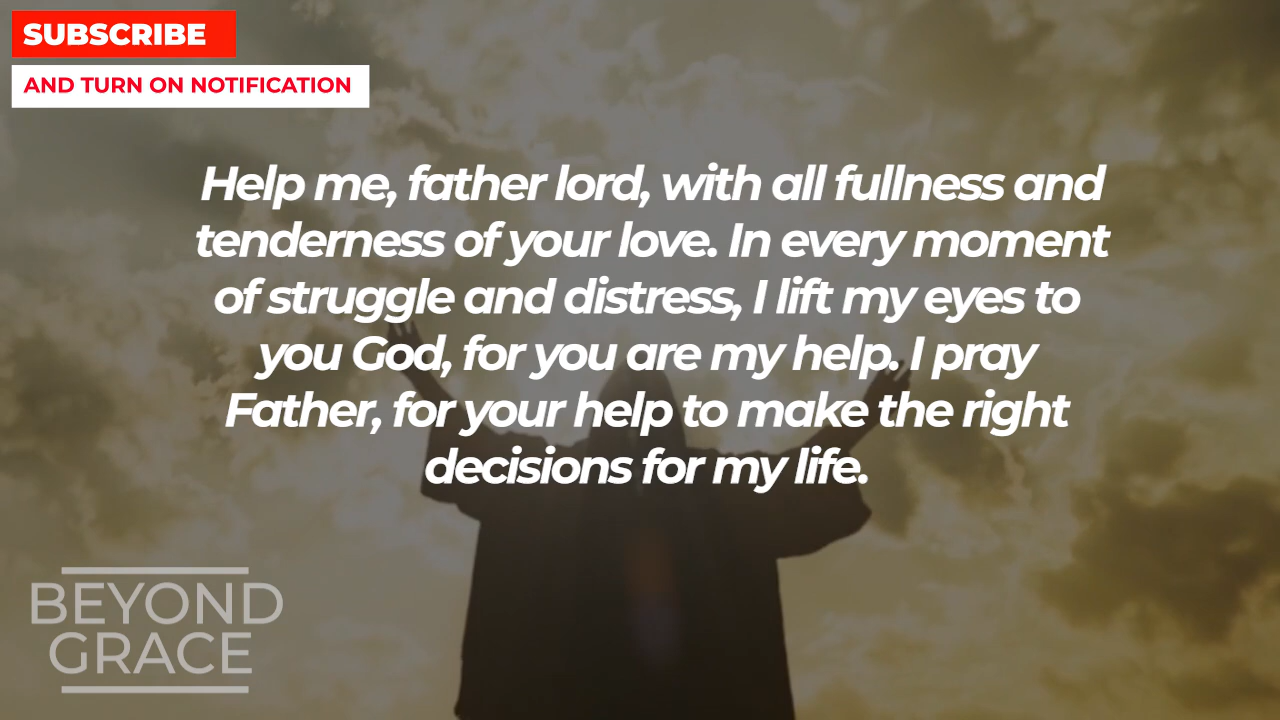 SUBSCRIBE
AND TURN ON NOTIFICATION
Help me, father lord, with all fullness and
tenderness of your love. In every moment
of struggle and distress, I lift my eyes to
you God, for you are my help. I pray
Father, for your help to make the right
decisions for my life.
BEYOND
GRACE